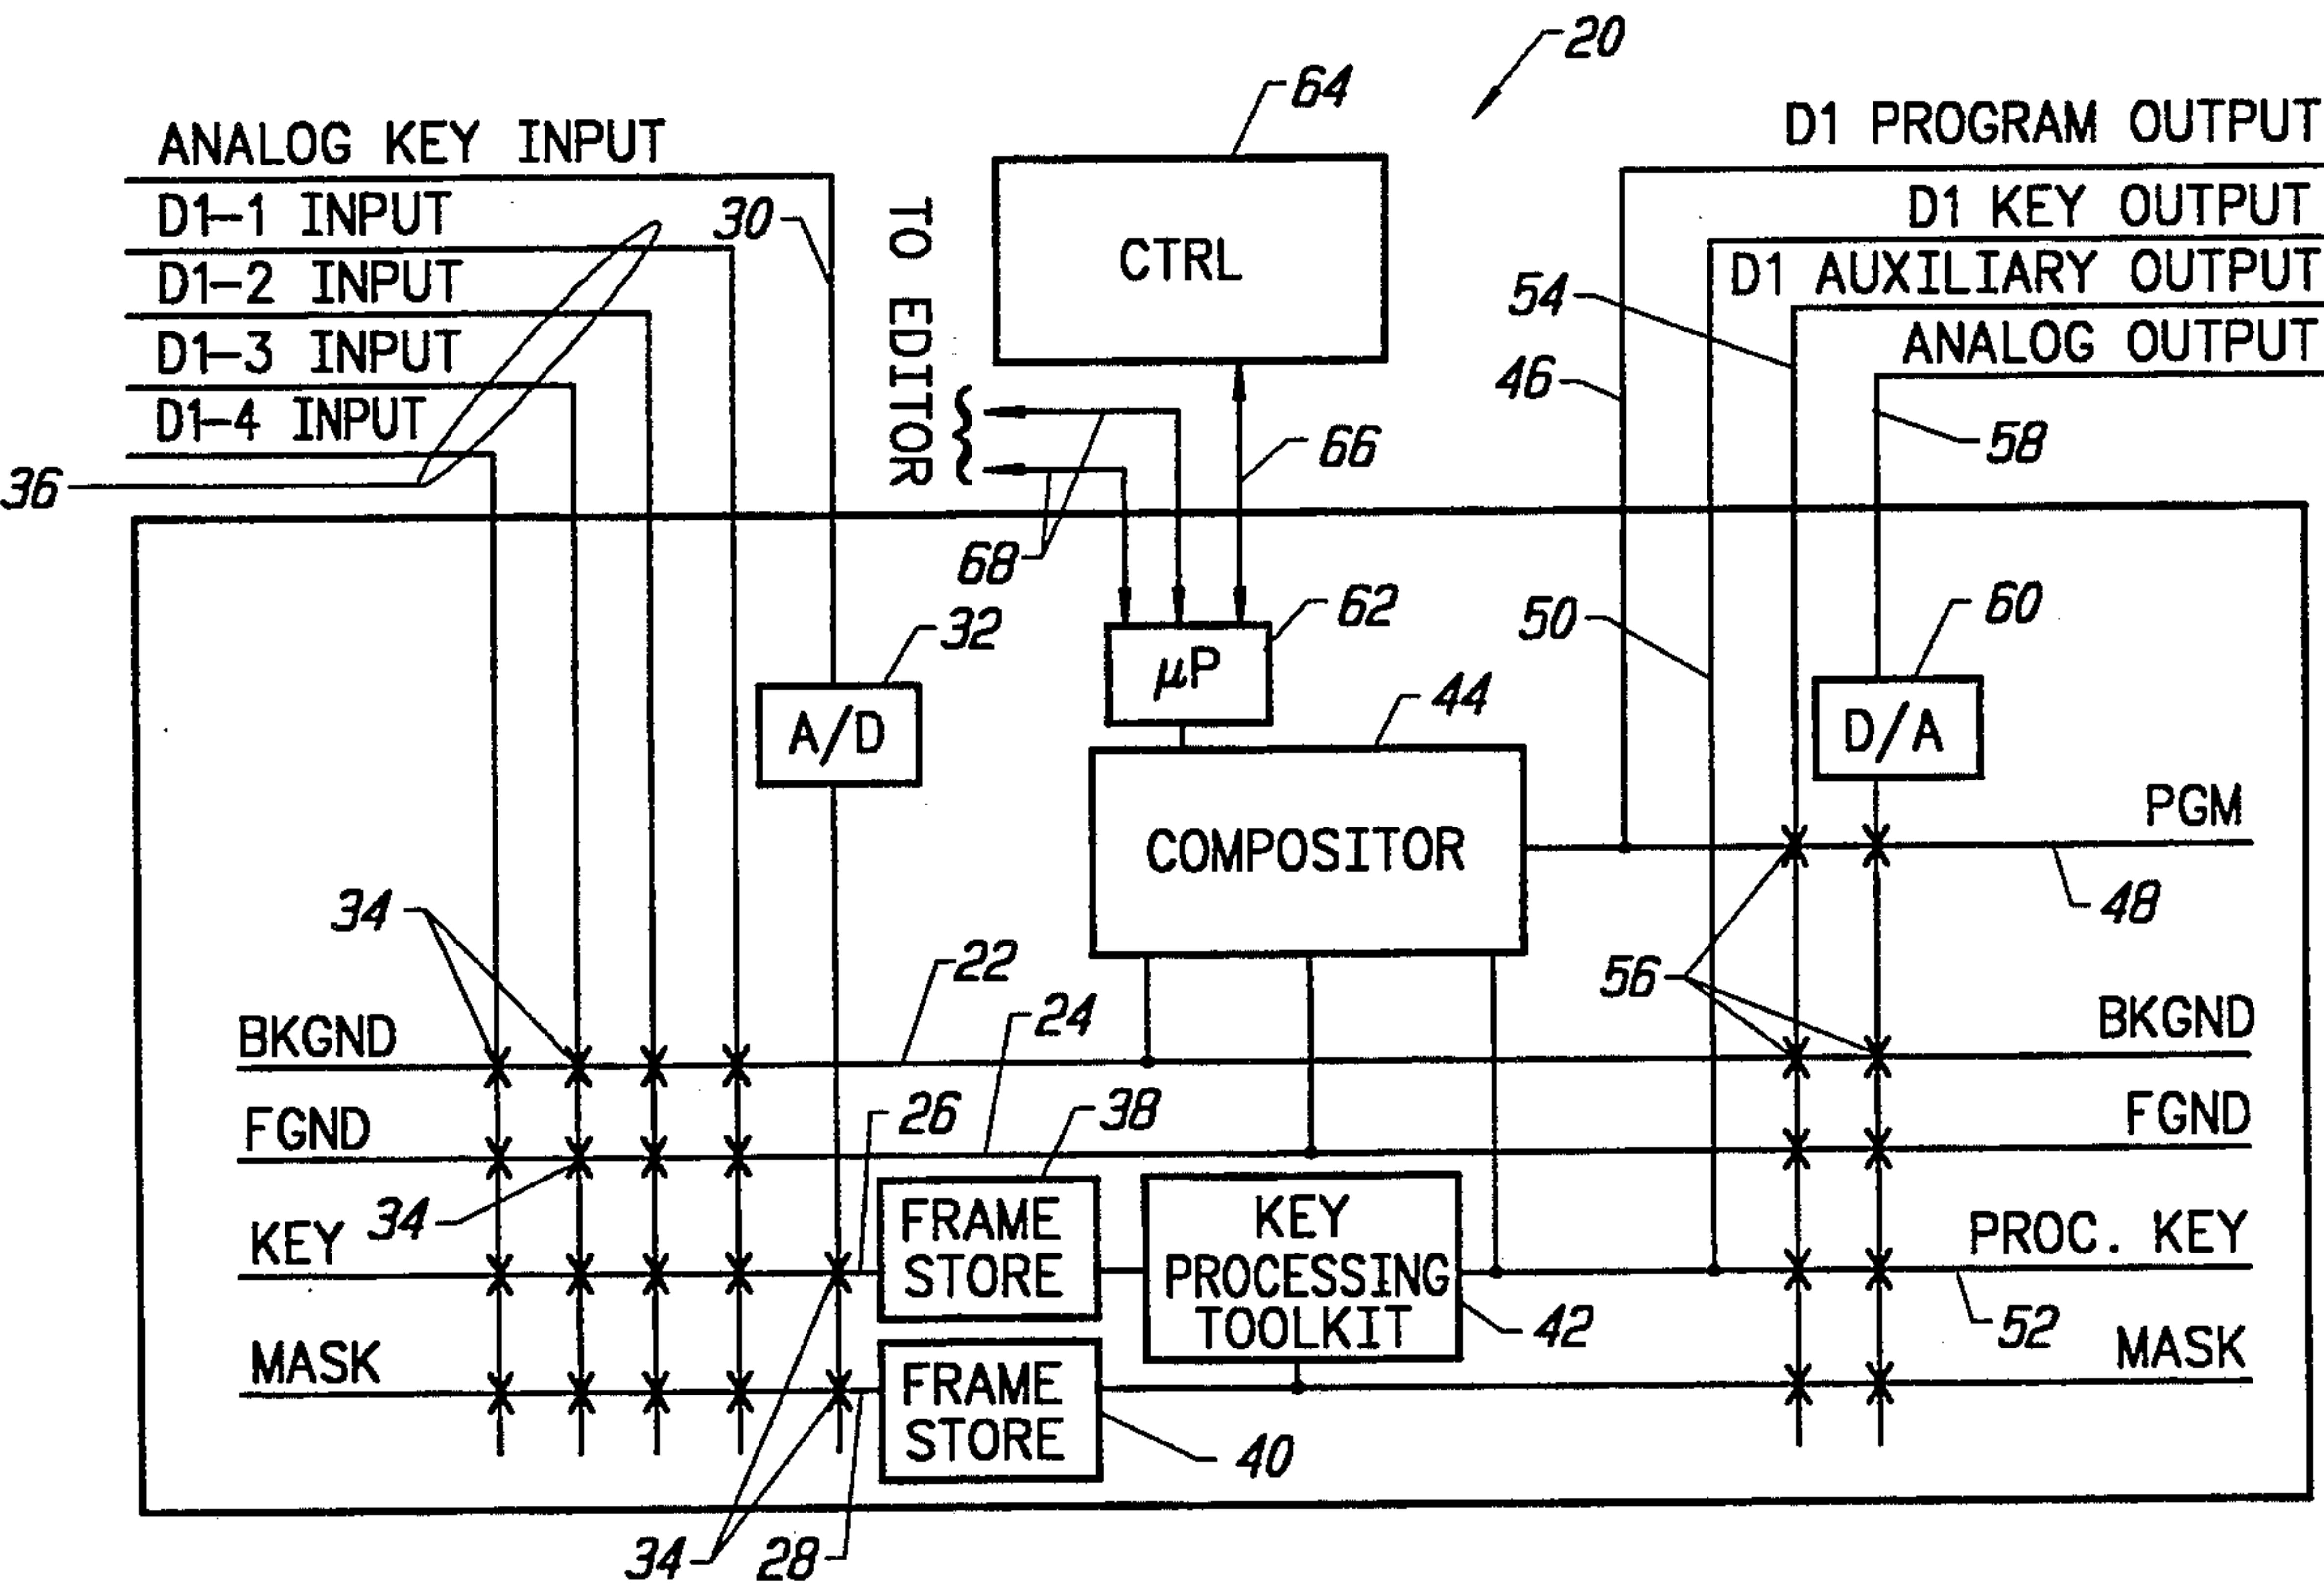 20
64
ANALOG KEY INPUT
D1 PROGRAM OUTPUT
D1-1 INPUT
30
D1 KEY OUTPUT
D1-2 INPUT
TO EDITOR
CTRL
54
D1 AUXILIARY OUTPUT
D1-3 INPUT
ANALOG OUTPUT
46
D1-4 INPUT
66
58
36
68
62
50
60
32
µP
44
A/D
D/A
PGM
COMPOSITOR
34
48
22
56
24
BKGND
BKGND
FGND
26
38
FGND
34
KEY
FRAME
STORE
KEY
PROCESSING
TOOLKIT
PROC. KEY
42
52
MASK
FRAME
STORE
MASK
40
34
28